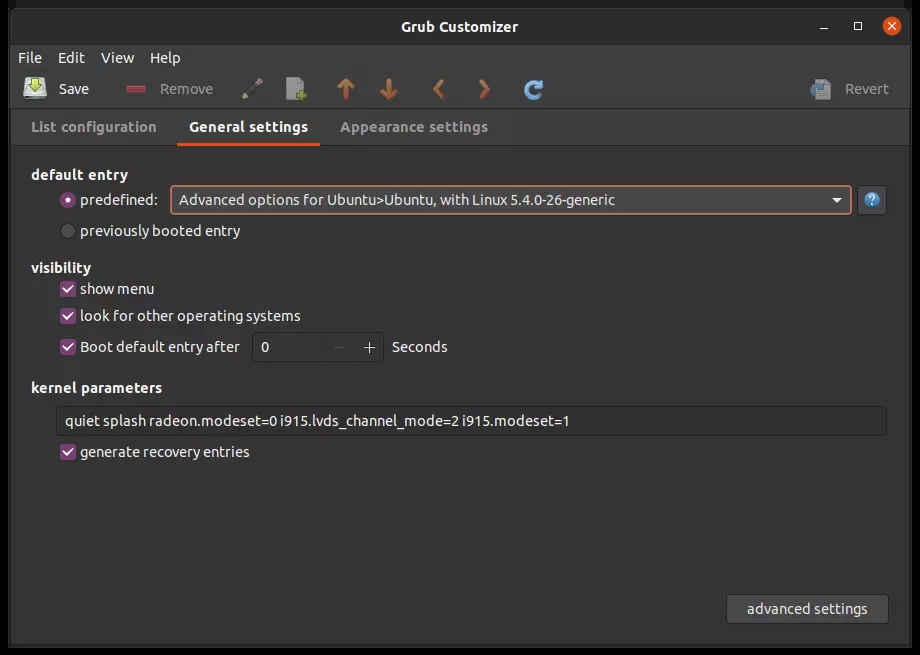 Grub Customizer
File Edit View Help
Save Remove Revert
List configuration General settings Appearance settings
default entry
predefined: Advanced options for Ubuntu>Ubuntu, with Linux 5.4.0-26-generic ?
previously booted entry
visibility
show menu
look for other operating systems
Boot default entry after 0 − + Seconds
kernel parameters
quiet splash radeon.modeset=0 i915.lvds_channel_mode=2 i915.modeset=1
generate recovery entries
advanced settings